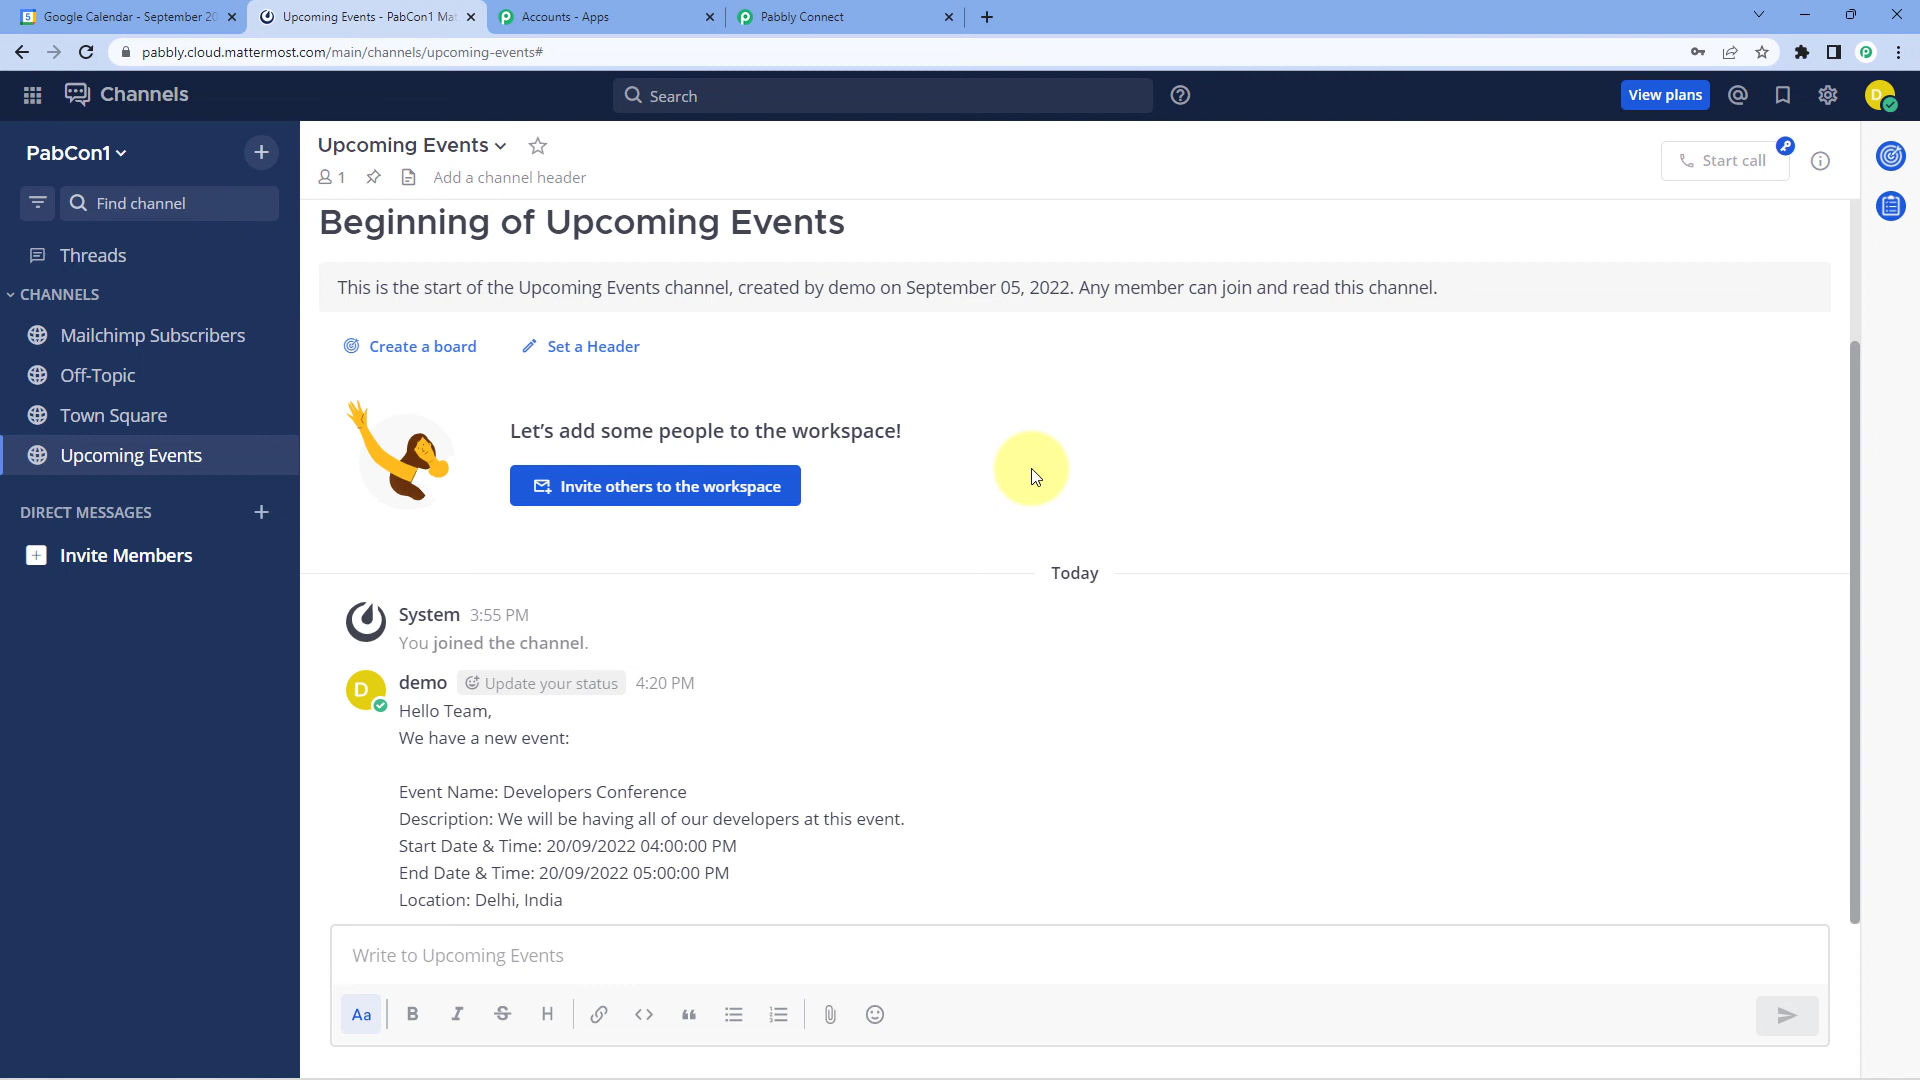 Google Calendar - September 20
Upcoming Events - PabCon1 Mat
Accounts - Apps
Pabbly Connect
pabbly.cloud.mattermost.com/main/channels/upcoming-events#
Channels
Search
View plans
D
PabCon1
Find channel
Threads
CHANNELS
Mailchimp Subscribers
Off-Topic
Town Square
Upcoming Events
DIRECT MESSAGES
Invite Members
Upcoming Events
1
Add a channel header
Start call
Beginning of Upcoming Events
This is the start of the Upcoming Events channel, created by demo on September 05, 2022. Any member can join and read this channel.
Create a board
Set a Header
Let's add some people to the workspace!
Invite others to the workspace
Today
System 3:55 PM
You joined the channel.
D
demo Update your status 4:20 PM
Hello Team,
We have a new event:
Event Name: Developers Conference
Description: We will be having all of our developers at this event.
Start Date & Time: 20/09/2022 04:00:00 PM
End Date & Time: 20/09/2022 05:00:00 PM
Location: Delhi, India
Write to Upcoming Events
Aa B I S H